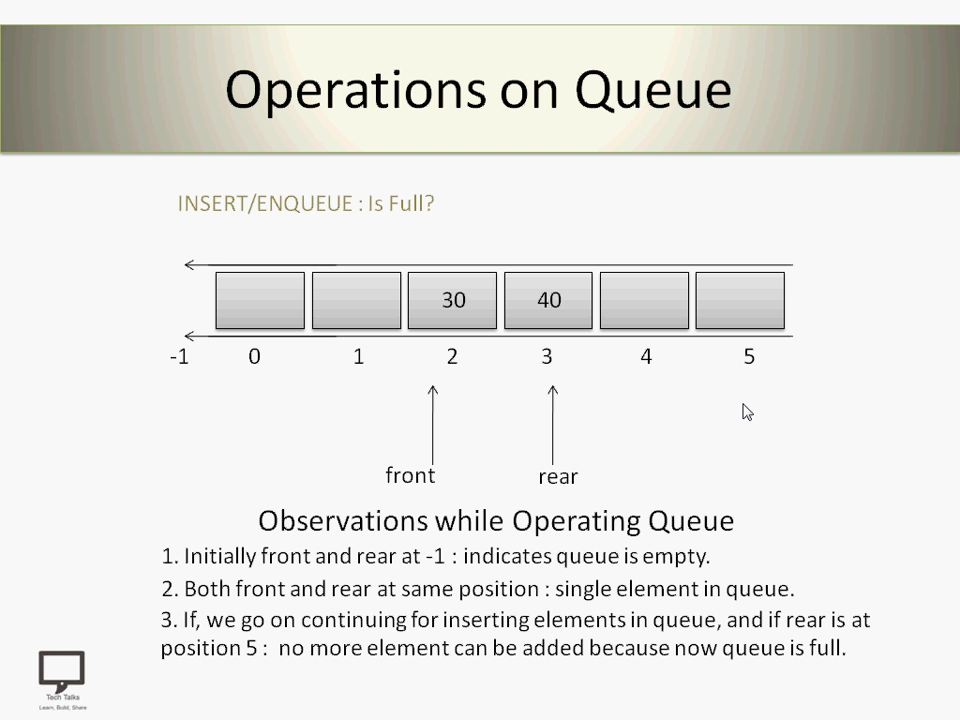 Operations on Queue
INSERT/ENQUEUE : Is Full?
30 40
-1 0 1 2 3 4 5
front rear
Observations while Operating Queue
1. Initially front and rear at -1 : indicates queue is empty.
2. Both front and rear at same position : single element in queue.
3. If, we go on continuing for inserting elements in queue, and if rear is at
position 5 :  no more element can be added because now queue is full.
Tech Talks
Learn, Build, Share